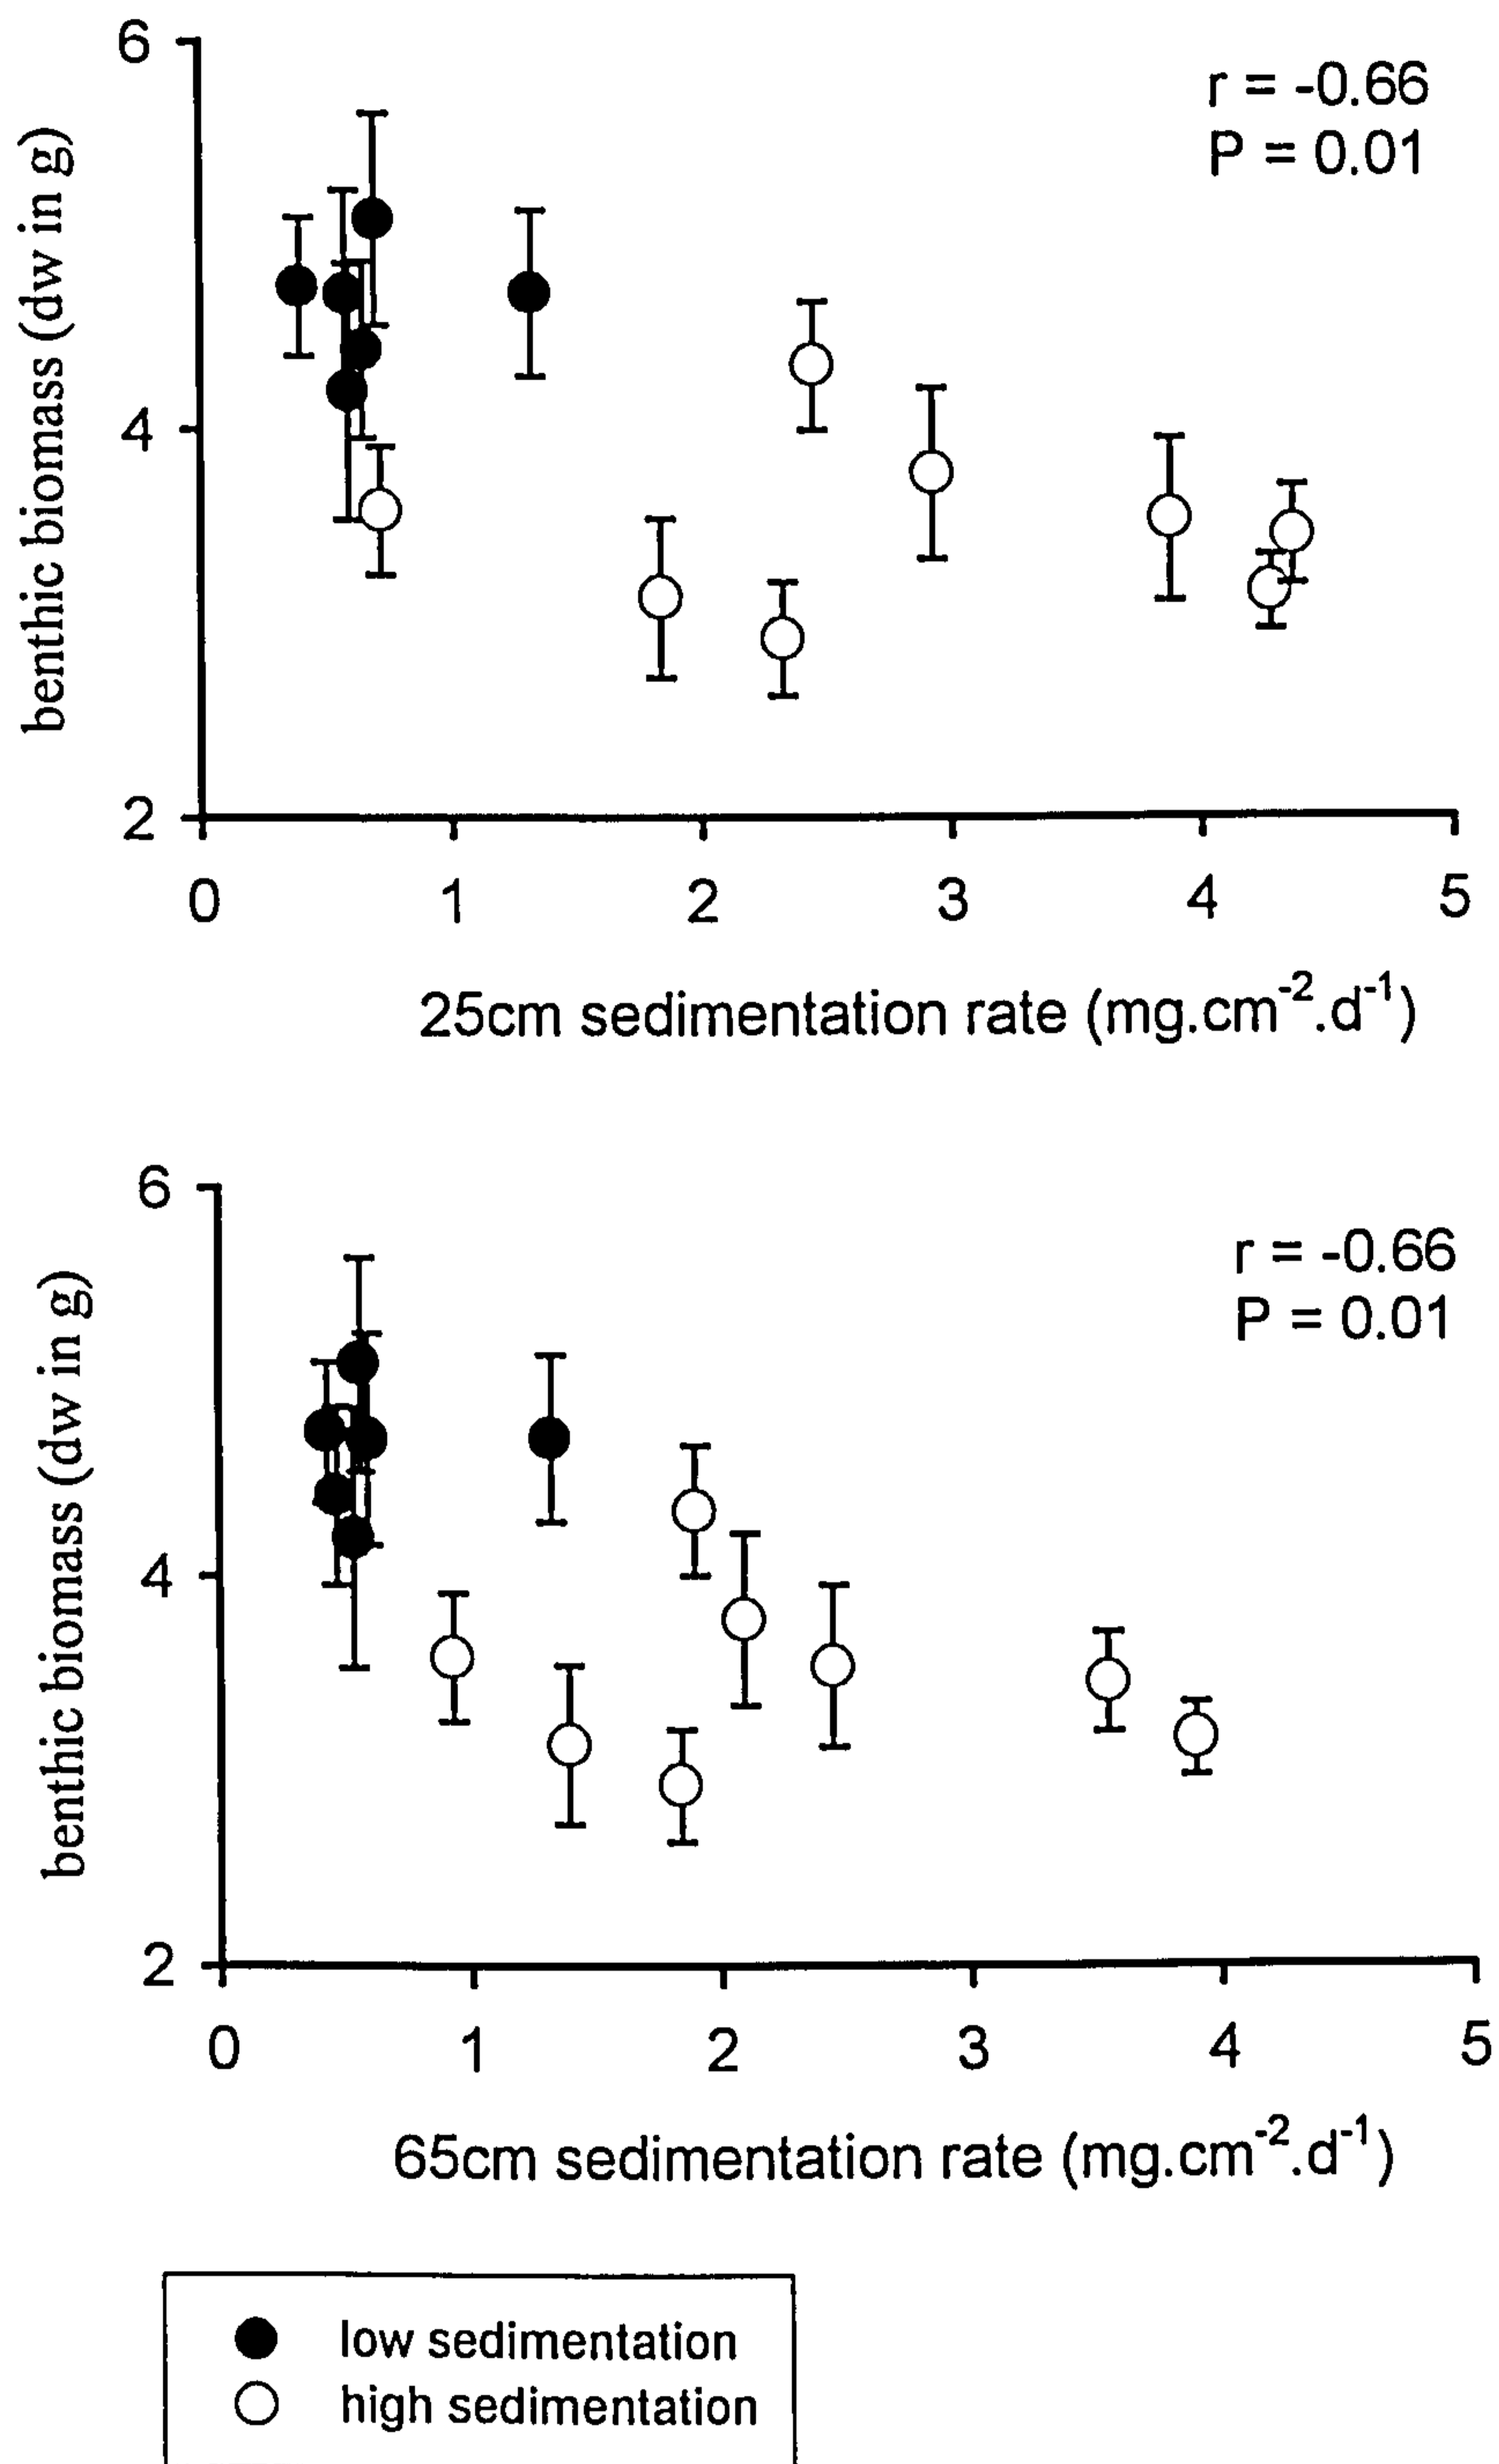 6
r = -0.66
P = 0.01
benthic biomass (dw in g)
4
2
0 1 2 3 4 5
25cm sedimentation rate (mg.cm⁻².d⁻¹)
6
r = -0.66
P = 0.01
benthic biomass (dw in g)
4
2
0 1 2 3 4 5
65cm sedimentation rate (mg.cm⁻².d⁻¹)
low sedimentation
high sedimentation